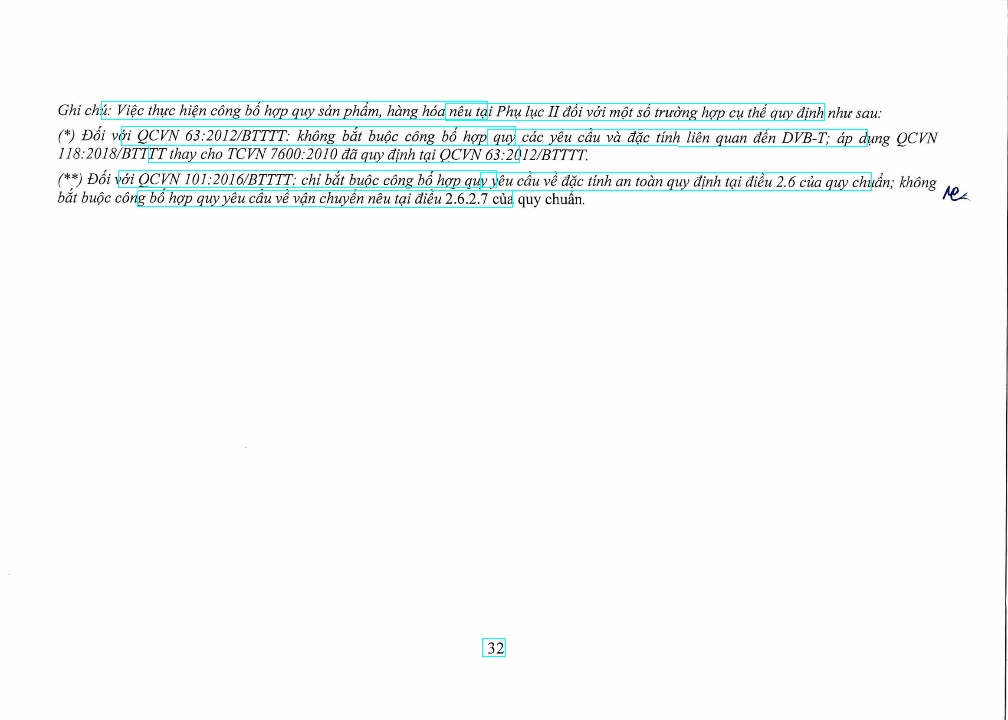 Ghi chú: Việc thực hiện công bố hợp quy sản phẩm, hàng hóa nêu tại Phụ lục II đối với một số trường hợp cụ thể quy định như sau:
(*) Đối với QCVN 63:2012/BTTTT: không bắt buộc công bố hợp quy các yêu cầu và đặc tính liên quan đến DVB-T; áp dụng QCVN
118:2018/BTTTT thay cho TCVN 7600:2010 đã quy định tại QCVN 63:2012/BTTTT.
(**) Đối với QCVN 101:2016/BTTTT: chỉ bắt buộc công bố hợp quy yêu cầu về đặc tính an toàn quy định tại điều 2.6 của quy chuẩn; không
bắt buộc công bố hợp quy yêu cầu về vận chuyển nêu tại điều 2.6.2.7 của quy chuẩn.
32